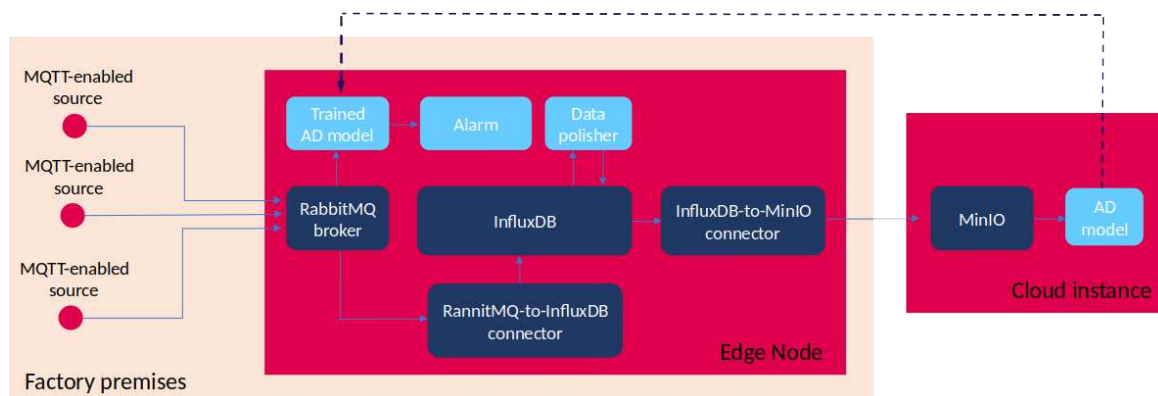 MQTT-enabled
source
MQTT-enabled
source
MQTT-enabled
source
Trained
AD model
Alarm
Data
polisher
RabbitMQ
broker
InfluxDB
InfluxDB-to-MinIO
connector
RannitMQ-to-InfluxDB
connector
Edge Node
Factory premises
MinIO
AD
model
Cloud instance